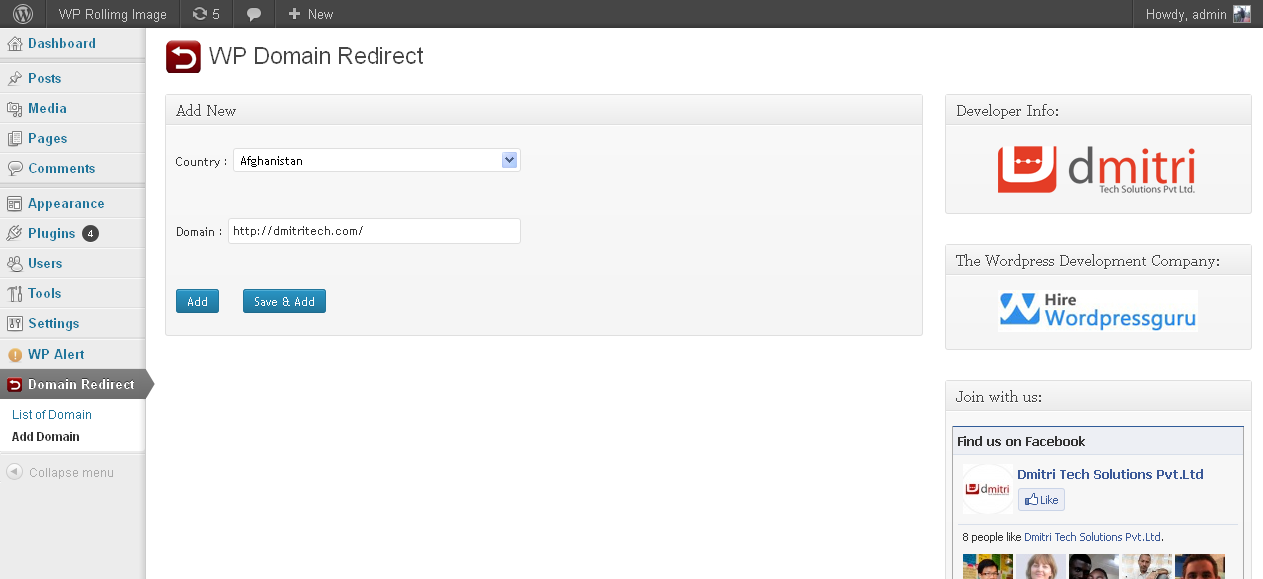 WP Rollimg Image 5 New Howdy, admin
Dashboard
Posts
Media
Pages
Comments
Appearance
Plugins 4
Users
Tools
Settings
WP Alert
Domain Redirect
List of Domain
Add Domain
Collapse menu
WP Domain Redirect
Add New
Country : Afghanistan
Domain : http://dmitritech.com/
Add Save & Add
Developer Info:
dmitri
Tech Solutions Pvt Ltd.
The Wordpress Development Company:
Hire
Wordpressguru
Join with us:
Find us on Facebook
dmitri
Dmitri Tech Solutions Pvt.Ltd
Like
8 people like Dmitri Tech Solutions Pvt.Ltd.